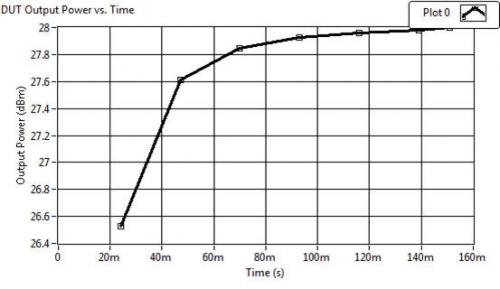 DUT Output Power vs. Time
Plot 0
Output Power (dBm)
28
27.8
27.6
27.4
27.2
27
26.8
26.6
26.4
0 20m 40m 60m 80m 100m 120m 140m 160m
Time (s)